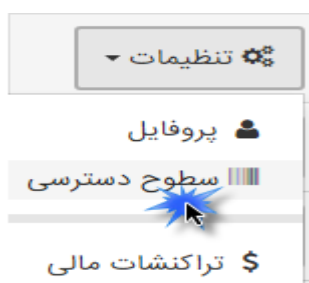 تنظیمات
پروفایل
سطوح دسترسی
$ تراکنشات مالی